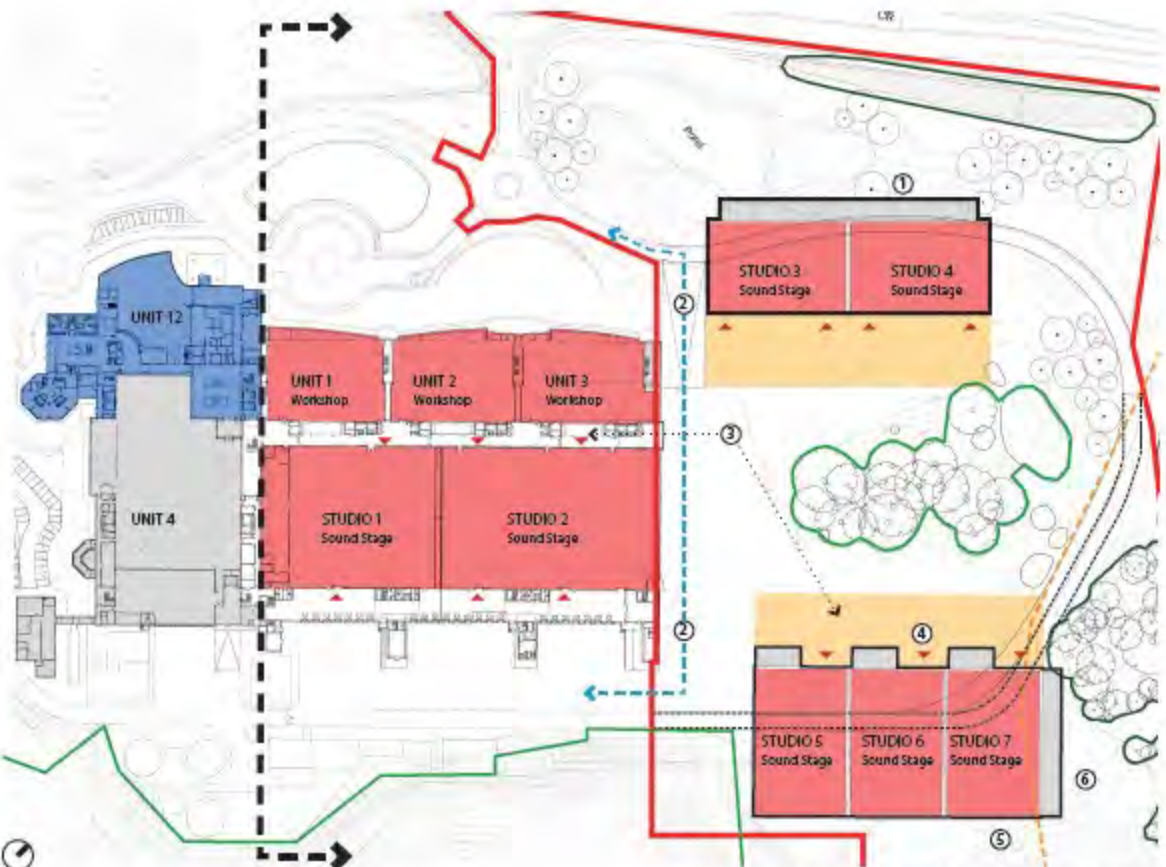 Pond
①
STUDIO 3
Sound Stage
STUDIO 4
Sound Stage
②
UNIT 12
UNIT 1
Workshop
UNIT 2
Workshop
UNIT 3
Workshop
③
UNIT 4
STUDIO 1
Sound Stage
STUDIO 2
Sound Stage
②
④
STUDIO 5
Sound Stage
STUDIO 6
Sound Stage
STUDIO 7
Sound Stage
⑥
⑤